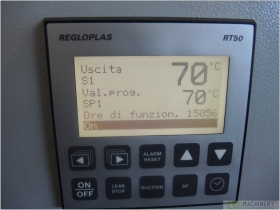 REGLOPLAS RT50
Uscita 70°C
S1
Val.prog. 70°C
SP1
Ore di funzion. 15056
On
ALARM RESET
ON OFF
LEAK STOP
SUCTION
SP